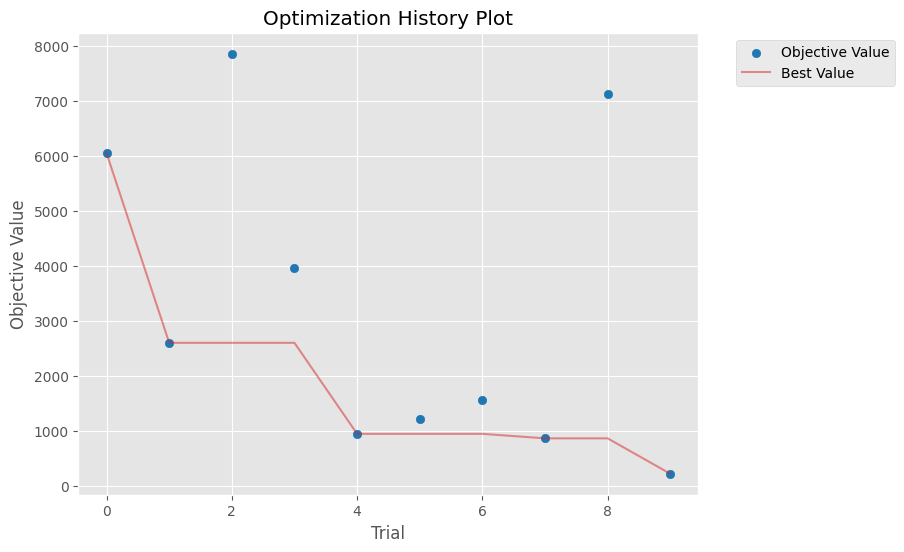 Optimization History Plot
Objective Value
Best Value
8000
7000
6000
5000
4000
3000
2000
1000
0
Objective Value
0 2 4 6 8
Trial